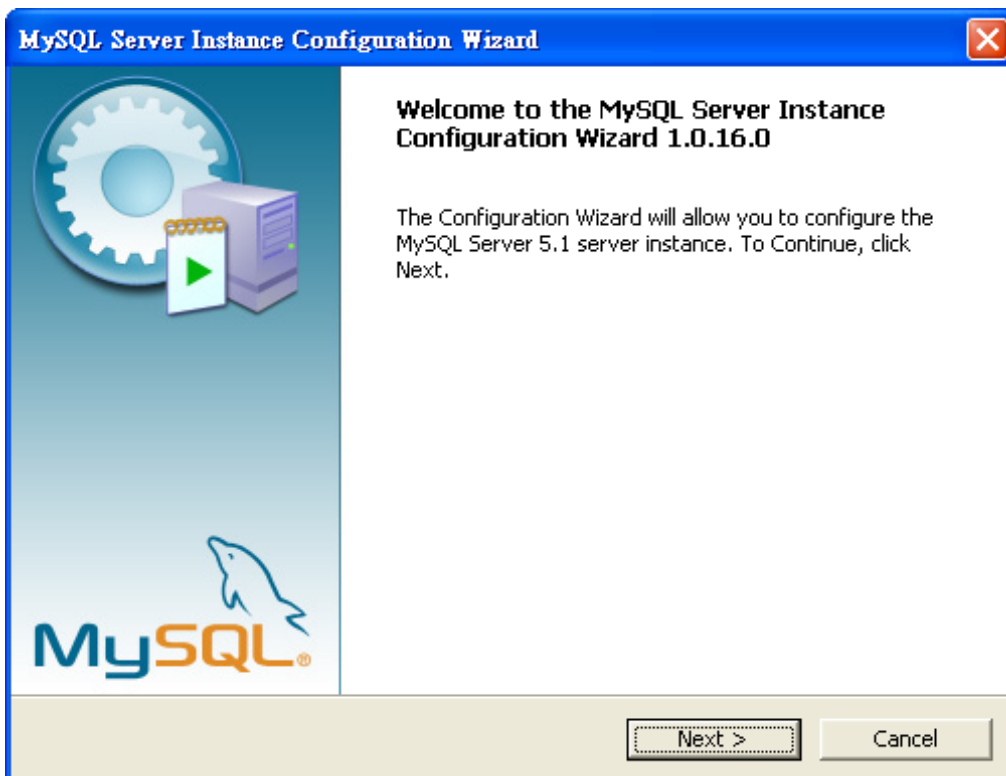 MySQL Server Instance Configuration Wizard
Welcome to the MySQL Server Instance
Configuration Wizard 1.0.16.0
The Configuration Wizard will allow you to configure the
MySQL Server 5.1 server instance. To Continue, click
Next.
MySQL®
Next >
Cancel